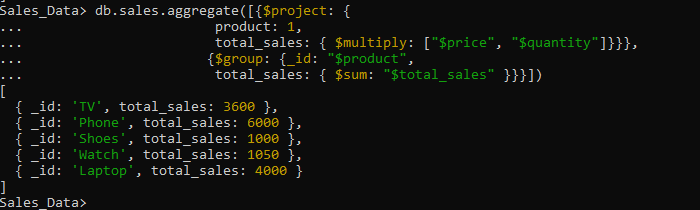 Sales_Data> db.sales.aggregate([{$project: {
... product: 1,
... total_sales: { $multiply: ["$price", "$quantity"]}}},
... {$group: {_id: "$product",
... total_sales: { $sum: "$total_sales" }}}])
[
{ _id: 'TV', total_sales: 3600 },
{ _id: 'Phone', total_sales: 6000 },
{ _id: 'Shoes', total_sales: 1000 },
{ _id: 'Watch', total_sales: 1050 },
{ _id: 'Laptop', total_sales: 4000 }
]
Sales_Data>